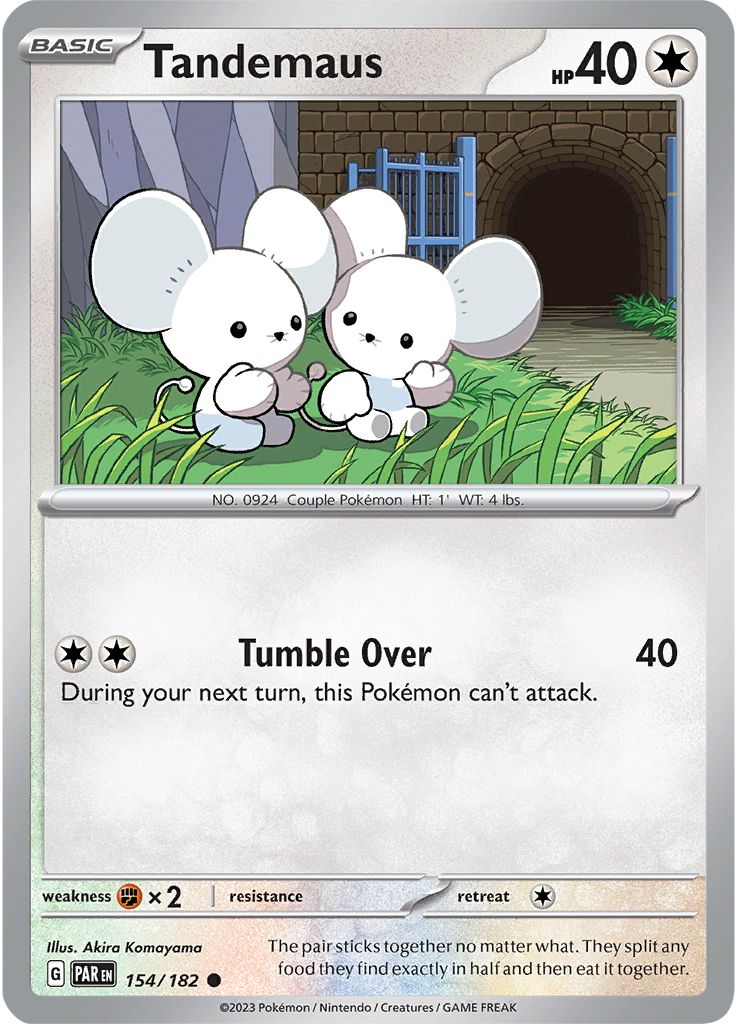 BASIC
Tandemaus
HP 40
NO. 0924 Couple Pokémon HT: 1' WT: 4 lbs.
Tumble Over 40
During your next turn, this Pokémon can't attack.
weakness ×2 resistance retreat
Illus. Akira Komayama
The pair sticks together no matter what. They split any
food they find exactly in half and then eat it together.
G PAR EN 154/182
©2023 Pokémon / Nintendo / Creatures / GAME FREAK